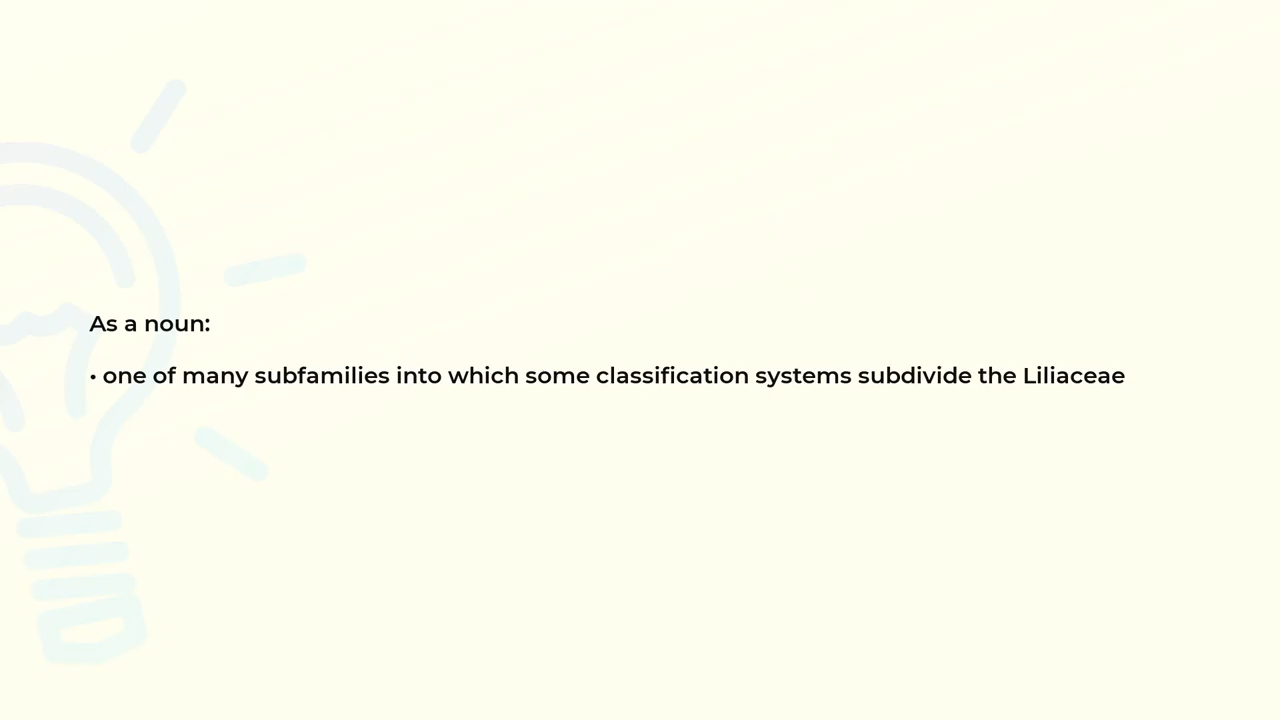 As a noun:
• one of many subfamilies into which some classification systems subdivide the Liliaceae